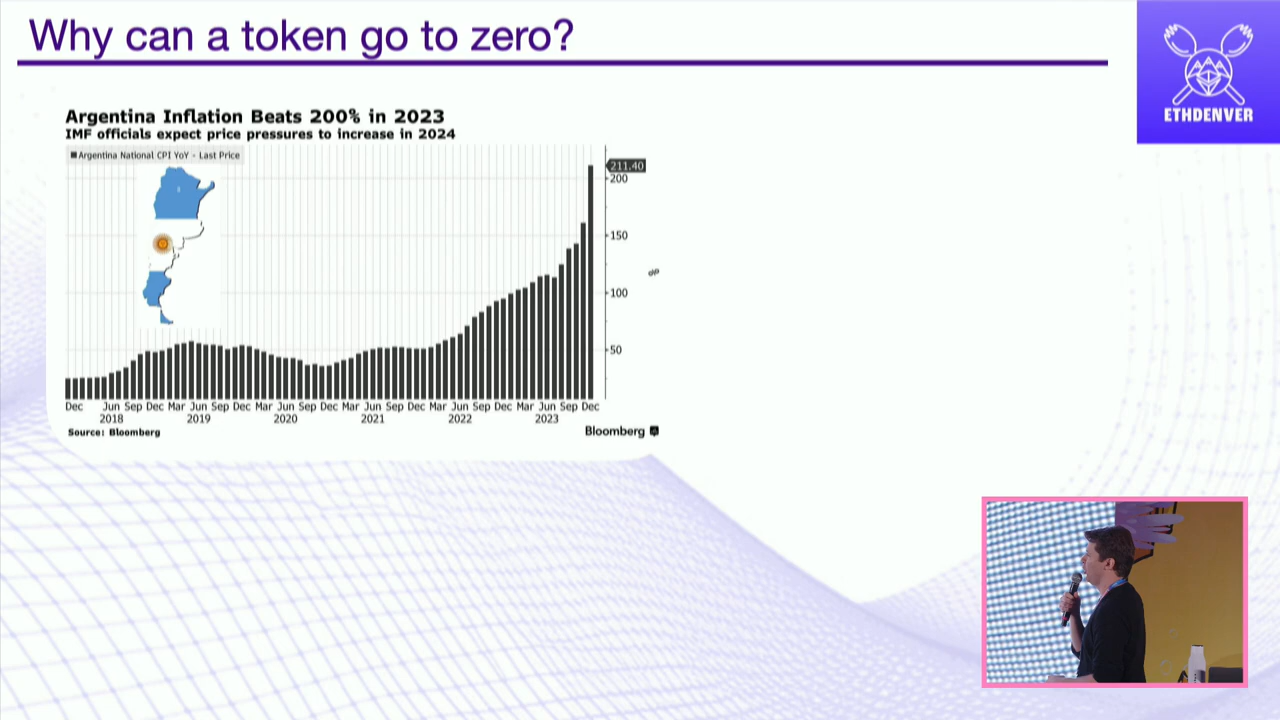 Why can a token go to zero?
ETHDENVER
Argentina Inflation Beats 200% in 2023
IMF officials expect price pressures to increase in 2024
Argentina National CPI YoY - Last Price
211.40
200
150
100
50
Dec Jun Sep Dec Mar Jun Sep Dec Mar Jun Sep Dec Mar Jun Sep Dec Mar Jun Sep Dec Mar Jun Sep Dec
2018 2019 2020 2021 2022 2023
Source: Bloomberg
Bloomberg